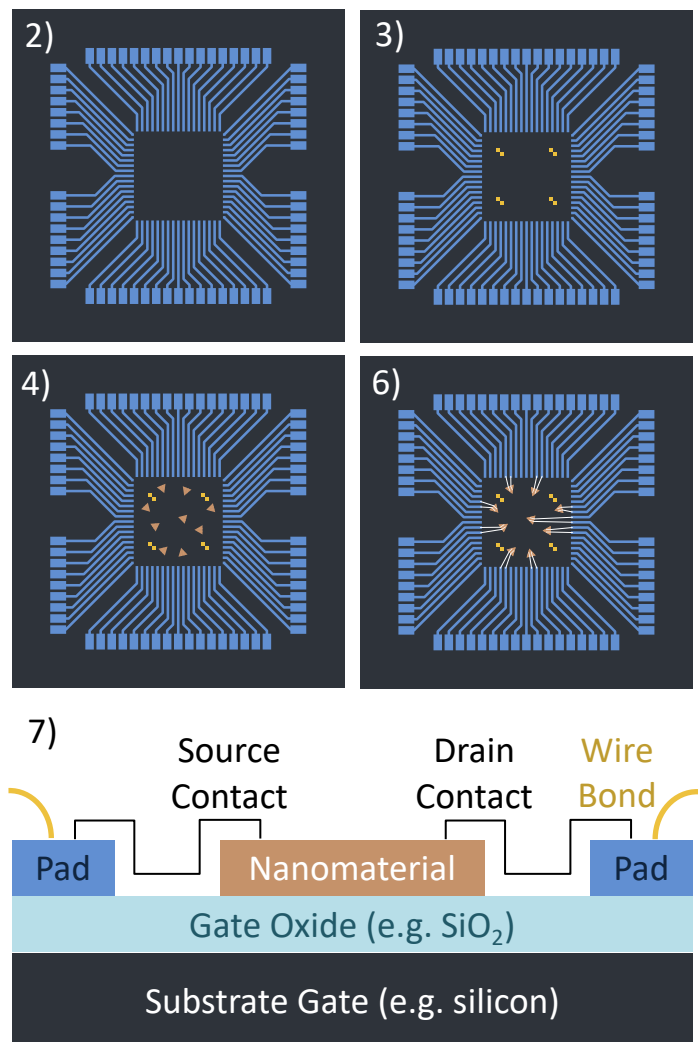 2)
3)
4)
6)
7)
Source
Contact
Drain
Contact
Wire
Bond
Pad
Nanomaterial
Pad
Gate Oxide (e.g. SiO₂)
Substrate Gate (e.g. silicon)